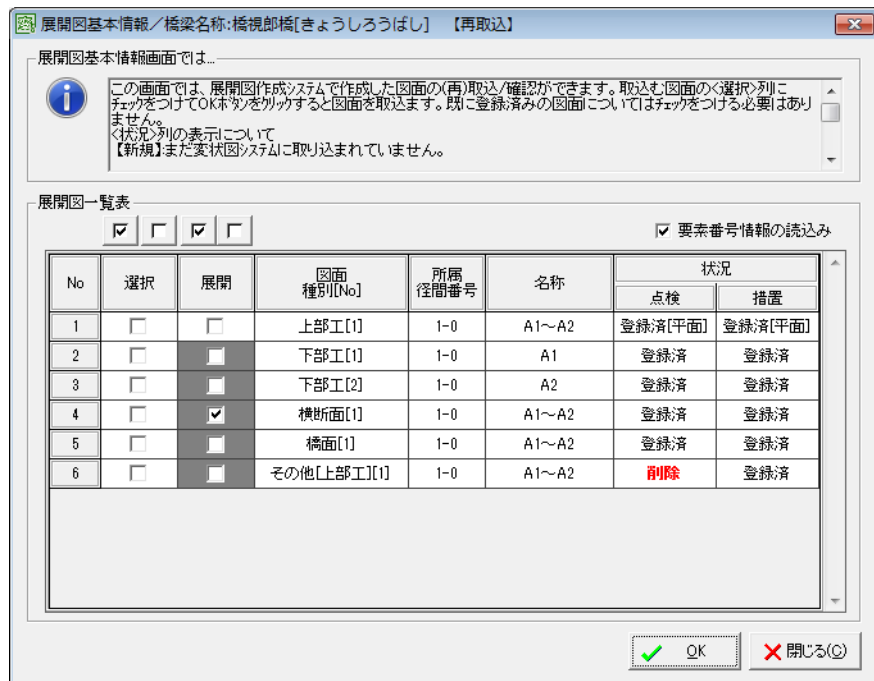 展開図基本情報／橋梁名称:橋視郎橋[きょうしろうばし] 【再取込】
展開図基本情報画面では...
この画面では、展開図作成システムで作成した図面の(再)取込/確認ができます。取込む図面の<選択>列に
チェックをつけてOKボタンをクリックすると図面を取込ます。既に登録済みの図面についてはチェックをつける必要はあり
ません。
<状況>列の表示について
【新規】:まだ変状図システムに取り込まれていません。
展開図一覧表
要素番号情報の読込み
No 選択 展開 図面種別[No] 所属径間番号 名称 状況
点検 措置
1 上部工[1] 1-0 A1～A2 登録済[平面] 登録済[平面]
2 下部工[1] 1-0 A1 登録済 登録済
3 下部工[2] 1-0 A2 登録済 登録済
4 横断面[1] 1-0 A1～A2 登録済 登録済
5 橋面[1] 1-0 A1～A2 登録済 登録済
6 その他[上部工][1] 1-0 A1～A2 削除 登録済
OK 閉じる(C)